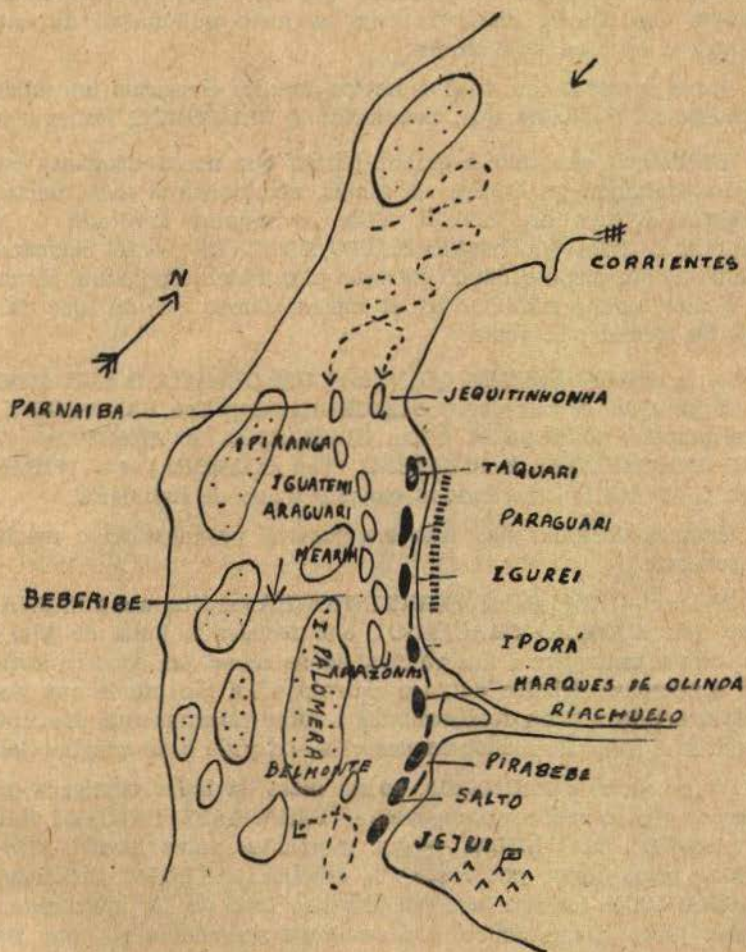 CORRIENTES
N
PARNAIBA
JEQUITINHONHA
IPIRANGA
TAQUARI
IGUATEMI
ARAGUARI
PARAGUARI
MEARIM
IGUREI
BEBERIBE
IPORÁ
I. PALOMERA
AMAZONAS
MARQUES DE OLINDA
RIACHUELO
BELMONTE
PIRABEBE
SALTO
JEJUI